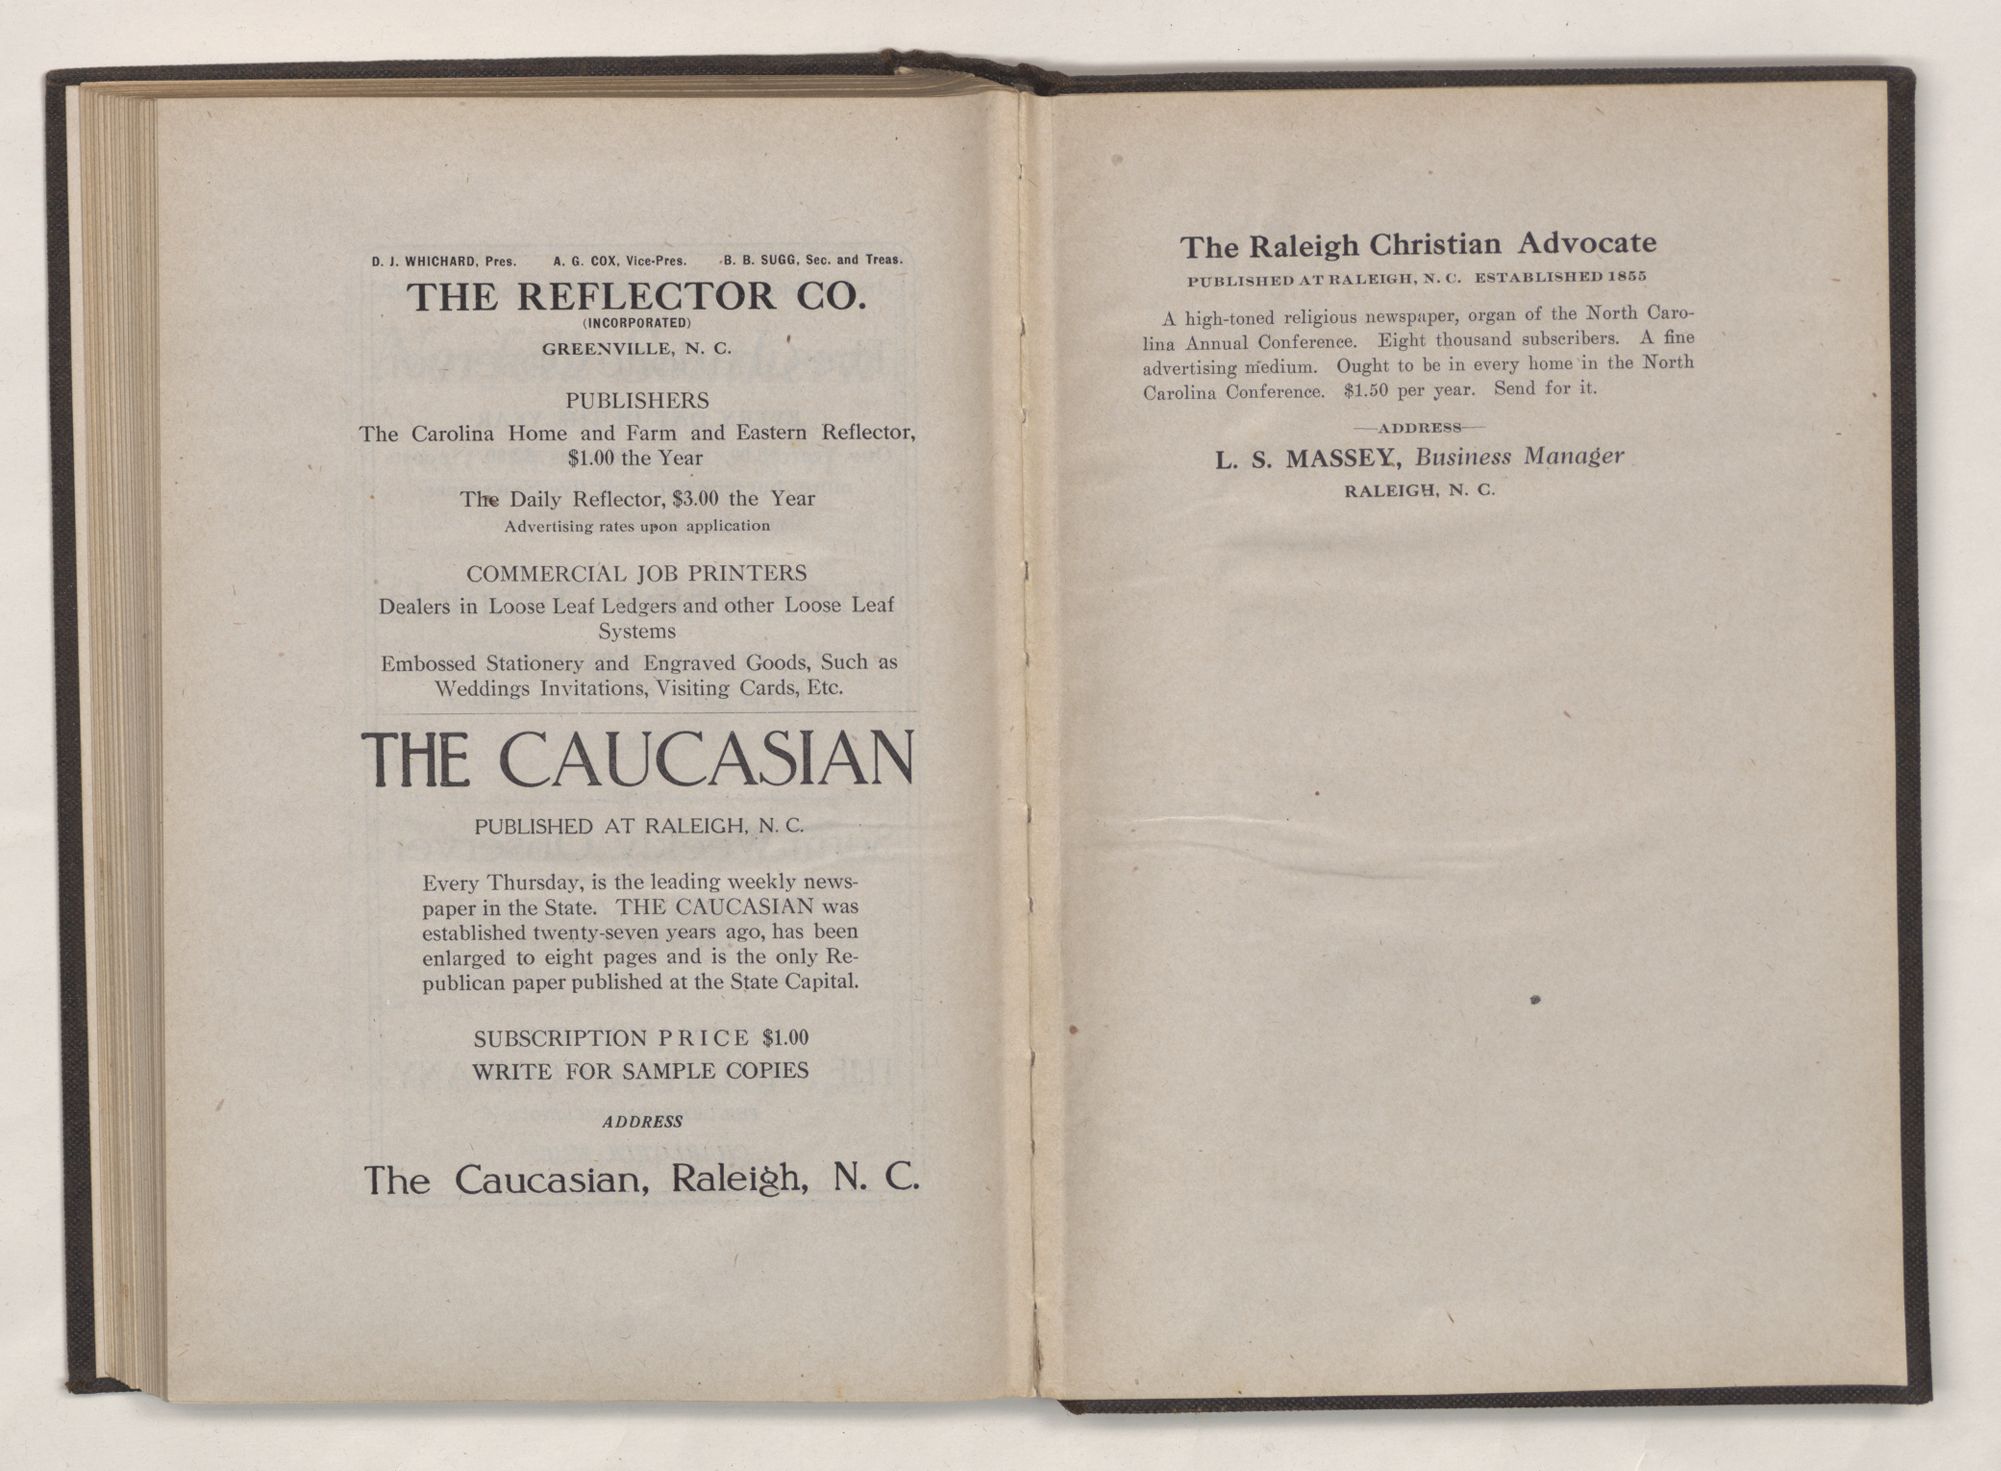 D. J. WHICHARD, Pres. A. G. COX, Vice-Pres. B. B. SUGG, Sec. and Treas.
THE REFLECTOR CO.
(INCORPORATED)
GREENVILLE, N. C.
PUBLISHERS
The Carolina Home and Farm and Eastern Reflector,
$1.00 the Year
The Daily Reflector, $3.00 the Year
Advertising rates upon application
COMMERCIAL JOB PRINTERS
Dealers in Loose Leaf Ledgers and other Loose Leaf
Systems
Embossed Stationery and Engraved Goods, Such as
Weddings Invitations, Visiting Cards, Etc.
THE CAUCASIAN
PUBLISHED AT RALEIGH, N. C.
Every Thursday, is the leading weekly news-
paper in the State. THE CAUCASIAN was
established twenty-seven years ago, has been
enlarged to eight pages and is the only Re-
publican paper published at the State Capital.
SUBSCRIPTION PRICE $1.00
WRITE FOR SAMPLE COPIES
ADDRESS
The Caucasian, Raleigh, N. C.
The Raleigh Christian Advocate
PUBLISHED AT RALEIGH, N. C. ESTABLISHED 1855
A high-toned religious newspaper, organ of the North Caro-
lina Annual Conference. Eight thousand subscribers. A fine
advertising medium. Ought to be in every home in the North
Carolina Conference. $1.50 per year. Send for it.
—ADDRESS—
L. S. MASSEY, Business Manager
RALEIGH, N. C.